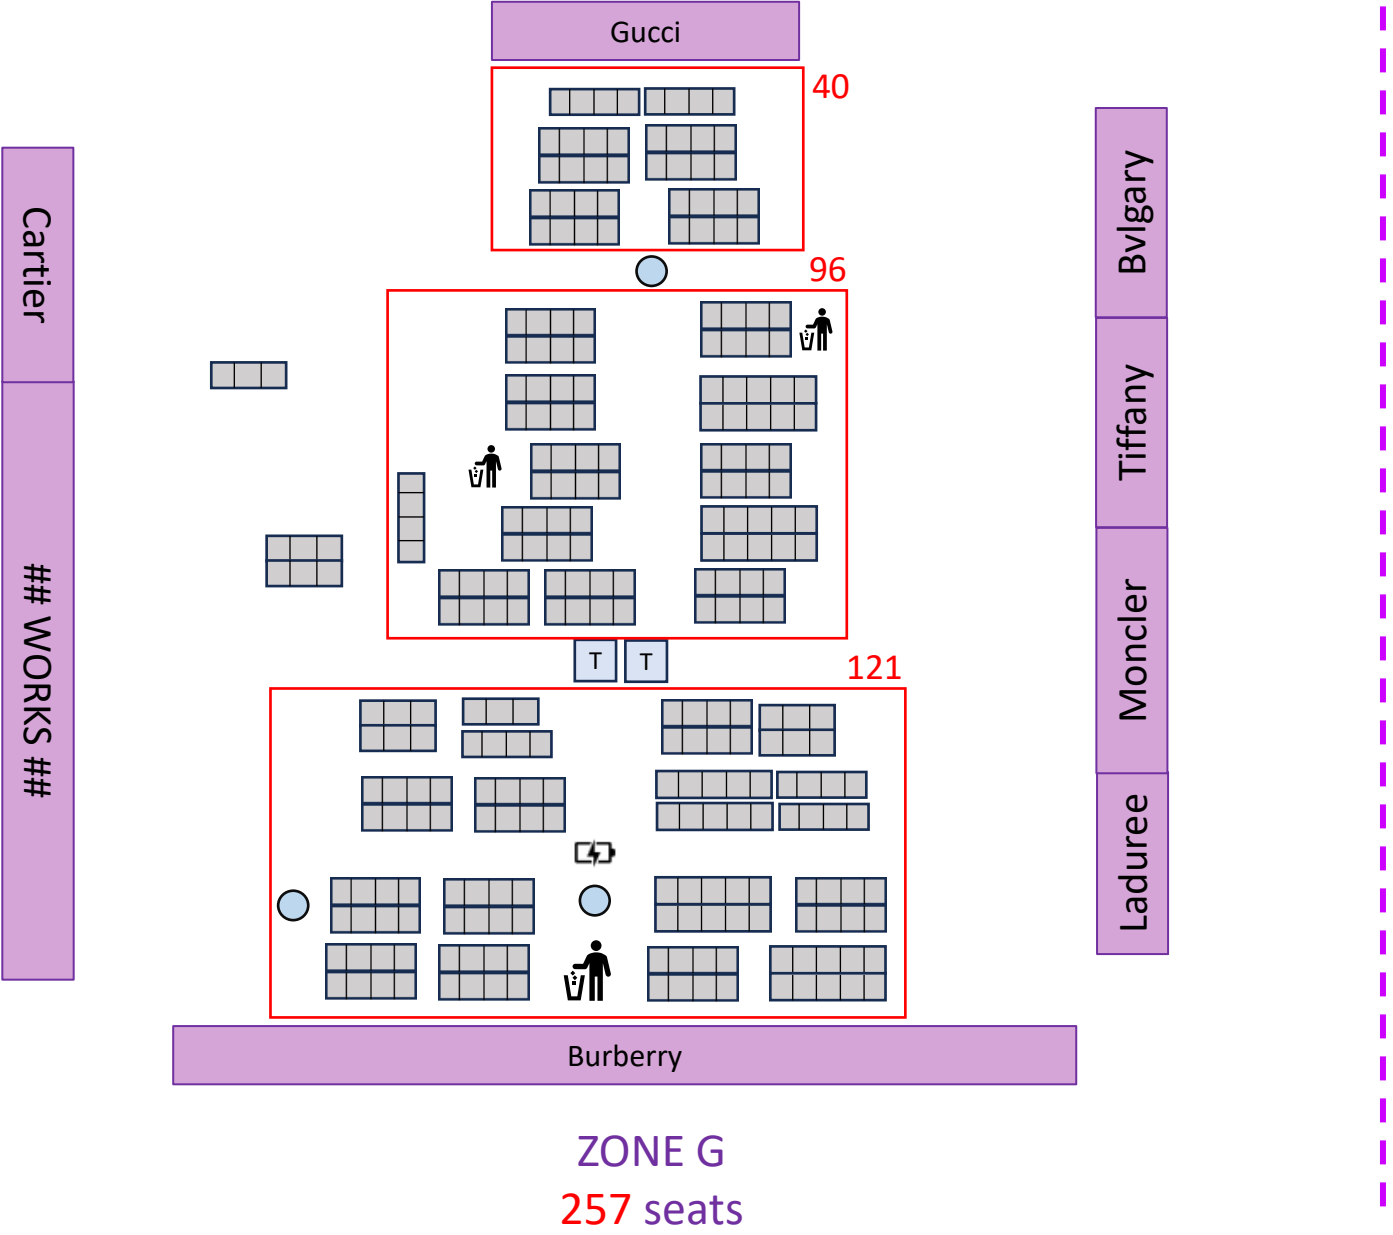 Gucci
40
96
Cartier
## WORKS ##
Bvlgary
Tiffany
Moncler
Laduree
T
T
121
Burberry
ZONE G
257 seats